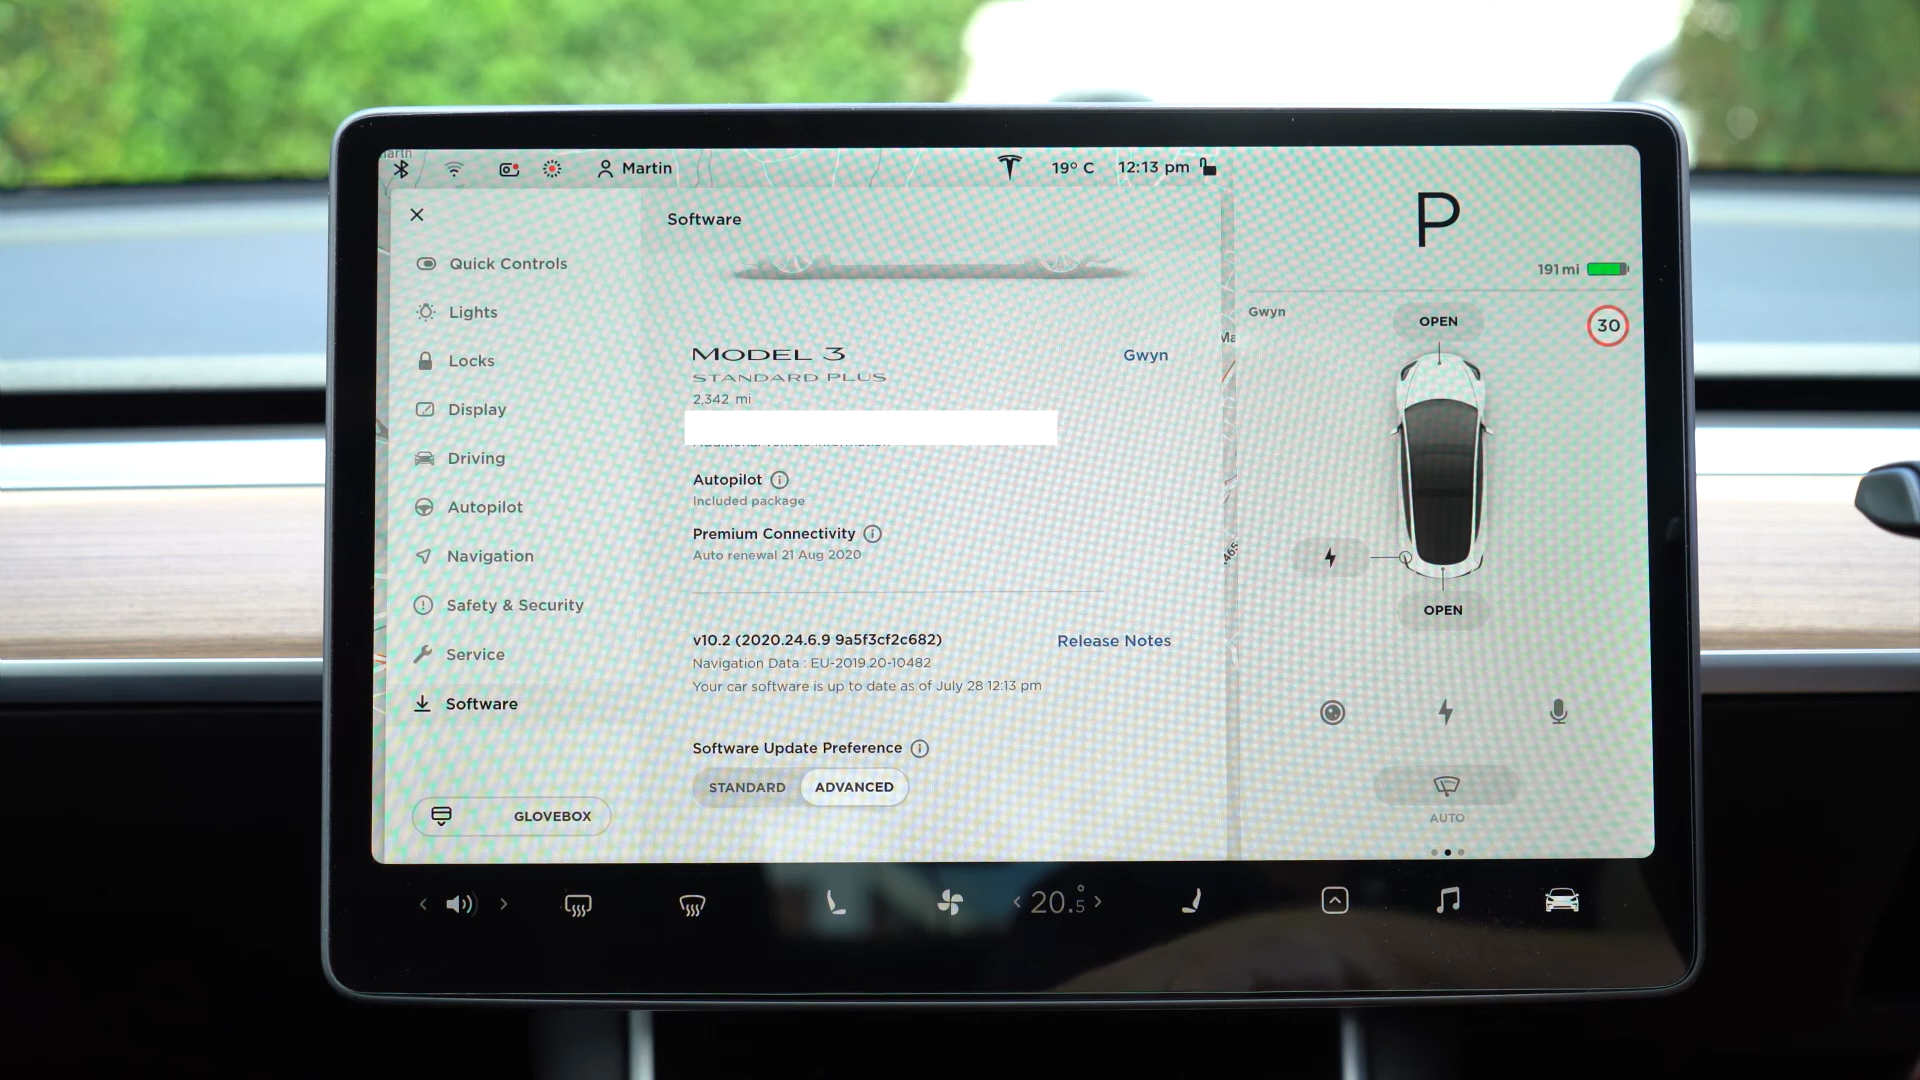 Martin
19° C
12:13 pm
Software
Quick Controls
Lights
Locks
Display
Driving
Autopilot
Navigation
Safety & Security
Service
Software
GLOVEBOX
MODEL 3
Gwyn
STANDARD PLUS
2,342 mi
Autopilot
Included package
Premium Connectivity
Auto renewal 21 Aug 2020
v10.2 (2020.24.6.9 9a5f3cf2c682)
Release Notes
Navigation Data : EU-2019.20-10482
Your car software is up to date as of July 28 12:13 pm
Software Update Preference
STANDARD
ADVANCED
P
191 mi
Gwyn
OPEN
30
OPEN
AUTO
20.5°